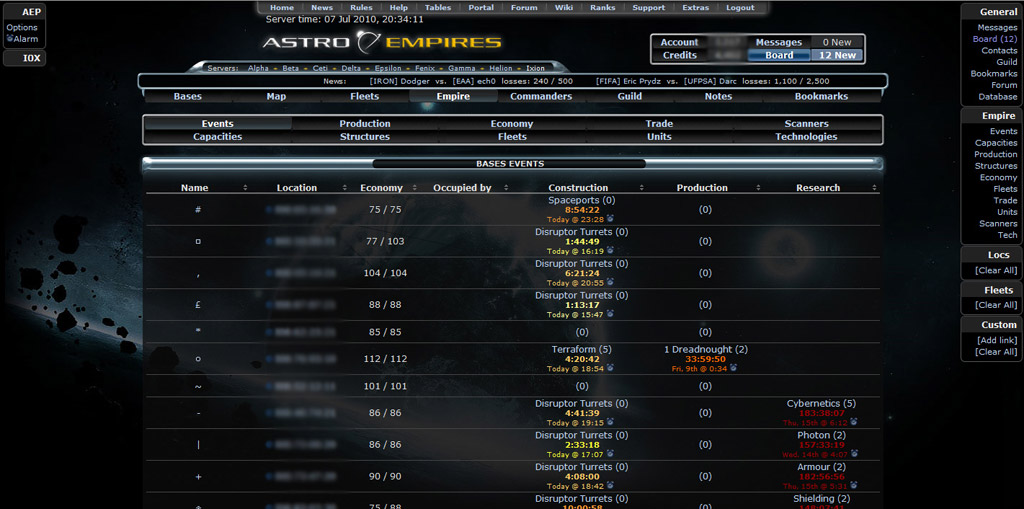 AEP
Options
Alarm
IOX
Home News Rules Help Tables Portal Forum Wiki Ranks Support Extras Logout
Server time: 07 Jul 2010, 20:34:11
ASTRO EMPIRES
Account Messages 0 New
Credits Board 12 New
Servers: Alpha - Beta - Ceti - Delta - Epsilon - Fenix - Gamma - Helion - Ixion
News: [IRON] Dodger vs. [EAA] ech0 losses: 240 / 500 [FIFA] Eric Prydz vs. [UFPSA] Darc losses: 1,100 / 2,500
Bases Map Fleets Empire Commanders Guild Notes Bookmarks
Events Production Economy Trade Scanners
Capacities Structures Fleets Units Technologies
BASES EVENTS
Name Location Economy Occupied by Construction Production Research
# 75 / 75 Spaceports (0) (0)
8:54:22
Today @ 23:28
¤ 77 / 103 Disruptor Turrets (0) (0)
1:44:49
Today @ 16:19
, 104 / 104 Disruptor Turrets (0) (0)
6:21:24
Today @ 20:55
£ 88 / 88 Disruptor Turrets (0) (0)
1:13:17
Today @ 15:47
* 85 / 85 (0) (0)
○ 112 / 112 Terraform (5) 1 Dreadnought (2)
4:20:42 33:59:50
Today @ 18:54 Fri, 9th @ 0:34
~ 101 / 101 (0) (0)
- 86 / 86 Disruptor Turrets (0) (0) Cybernetics (5)
4:41:39 183:38:07
Today @ 19:15 Thu, 15th @ 6:12
| 86 / 86 Disruptor Turrets (0) (0) Photon (2)
2:33:18 157:33:19
Today @ 17:07 Wed, 14th @ 4:07
+ 90 / 90 Disruptor Turrets (0) (0) Armour (2)
4:08:00 182:56:56
Today @ 18:42 Thu, 15th @ 5:31
75 / 88 Disruptor Turrets (0) (0) Shielding (2)
10:00:58
General
Messages
Board (12)
Contacts
Guild
Bookmarks
Forum
Database
Empire
Events
Capacities
Production
Structures
Economy
Fleets
Trade
Units
Scanners
Tech
Locs
[Clear All]
Fleets
[Clear All]
Custom
[Add link]
[Clear All]